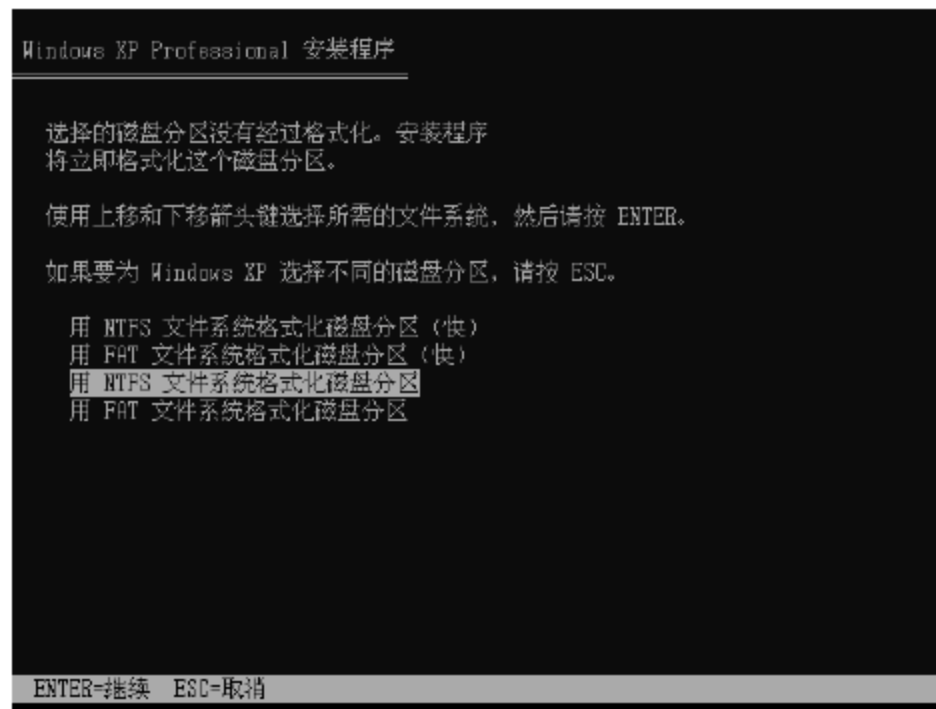 Windows XP Professional 安装程序
选择的磁盘分区没有经过格式化。安装程序
将立即格式化这个磁盘分区。
使用上移和下移箭头键选择所需的文件系统，然后请按 ENTER。
如果要为 Windows XP 选择不同的磁盘分区，请按 ESC。
用 NTFS 文件系统格式化磁盘分区（快）
用 FAT 文件系统格式化磁盘分区（快）
用 NTFS 文件系统格式化磁盘分区
用 FAT 文件系统格式化磁盘分区
ENTER=继续 ESC=取消